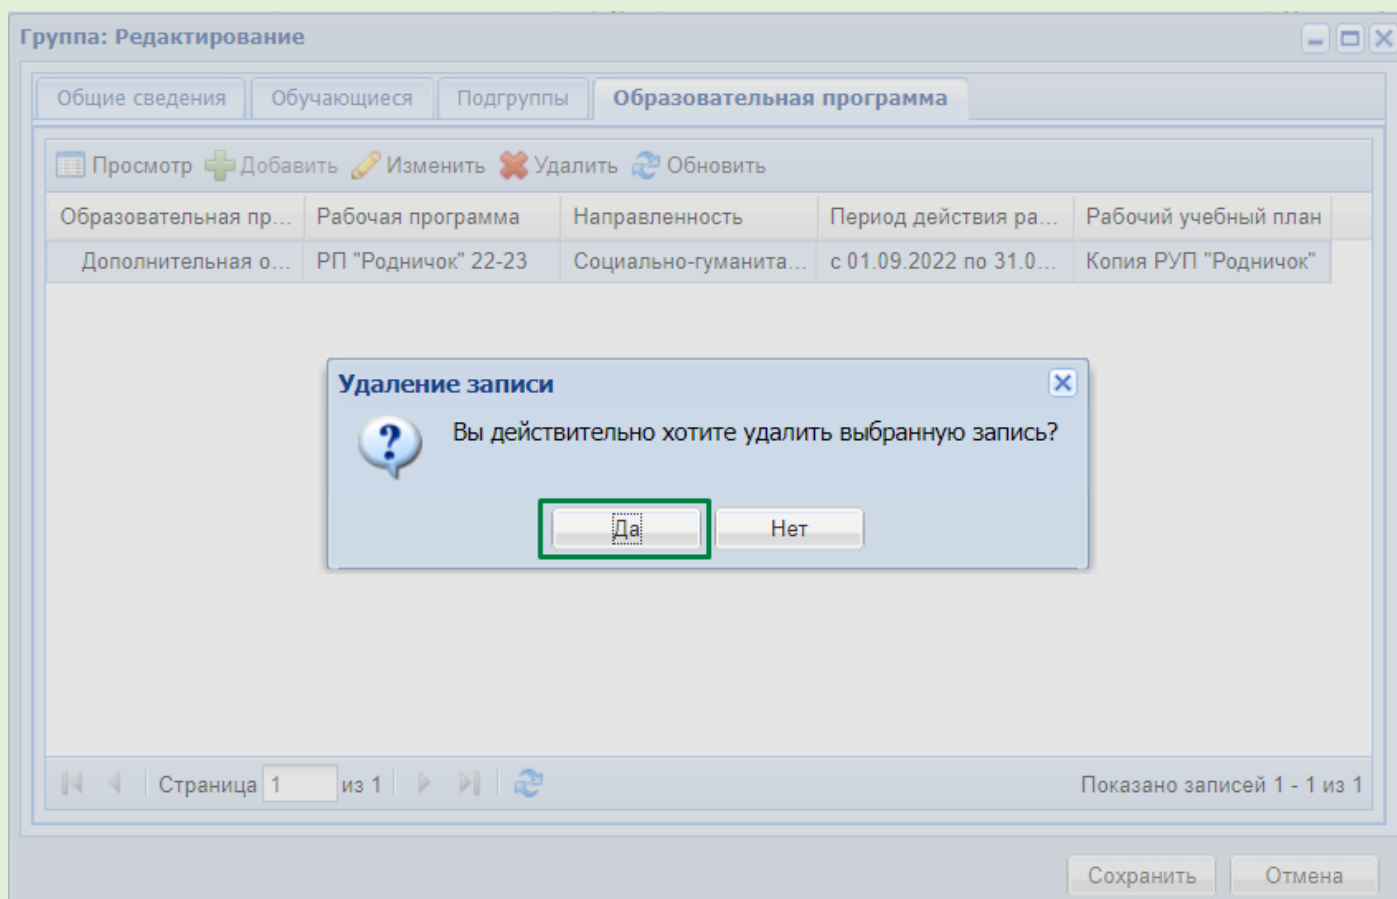 Группа: Редактирование
Общие сведения Обучающиеся Подгруппы Образовательная программа
Просмотр Добавить Изменить Удалить Обновить
Образовательная пр... Рабочая программа Направленность Период действия ра... Рабочий учебный план
Дополнительная о... РП "Родничок" 22-23 Социально-гуманита... с 01.09.2022 по 31.0... Копия РУП "Родничок"
Удаление записи
Вы действительно хотите удалить выбранную запись?
Да Нет
Страница 1 из 1 Показано записей 1 - 1 из 1
Сохранить Отмена